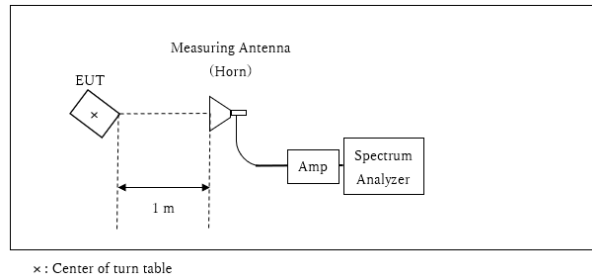 Measuring Antenna
(Horn)
EUT
×
Amp
Spectrum
Analyzer
1 m
× : Center of turn table